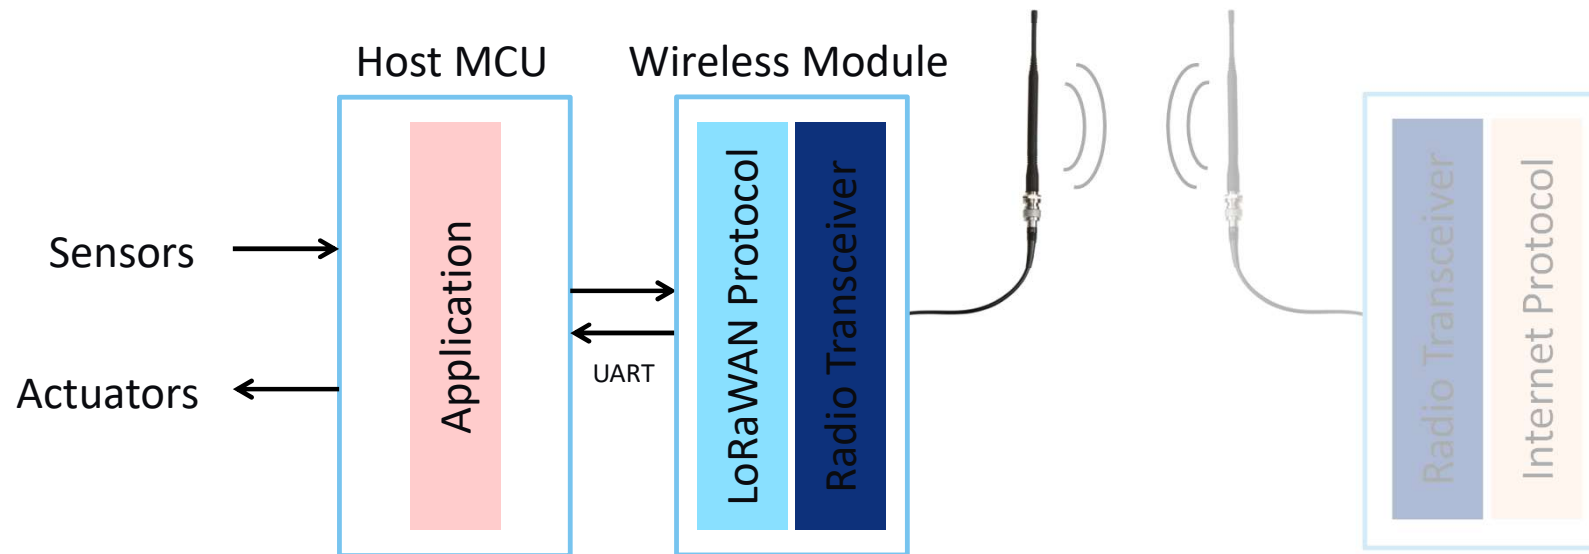 Host MCU
Wireless Module
Sensors
Actuators
Application
UART
LoRaWAN Protocol
Radio Transceiver
Radio Transceiver
Internet Protocol